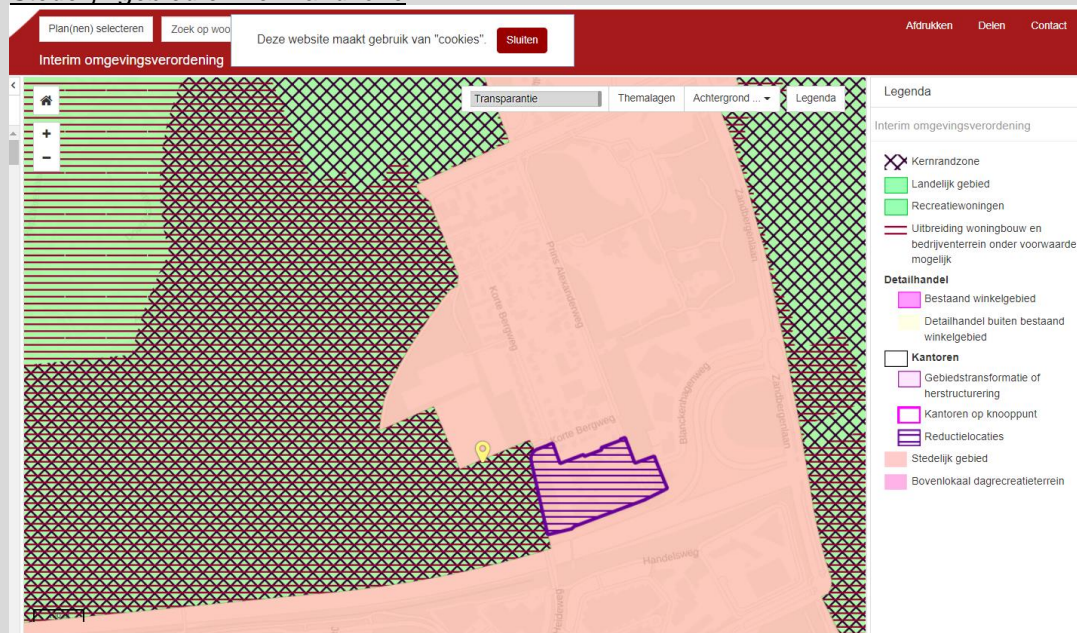 Plan(nen) selecteren
Zoek op woo
Deze website maakt gebruik van "cookies".
Sluiten
Afdrukken
Delen
Contact
Interim omgevingsverordening
Transparantie
Themalagen
Achtergrond ...
Legenda
+
−
Zandbergenlaan
Prins Alexanderweg
Korte Bergweg
Blanckenhagenweg
Zandbergenlaan
Korte Bergweg
Handelsweg
Heideweg
Legenda
Interim omgevingsverordening
Kernrandzone
Landelijk gebied
Recreatiewoningen
Uitbreiding woningbouw en
bedrijventerrein onder voorwaarde
mogelijk
Detailhandel
Bestaand winkelgebied
Detailhandel buiten bestaand
winkelgebied
Kantoren
Gebiedstransformatie of
herstructurering
Kantoren op knooppunt
Reductielocaties
Stedelijk gebied
Bovenlokaal dagrecreatieterrein